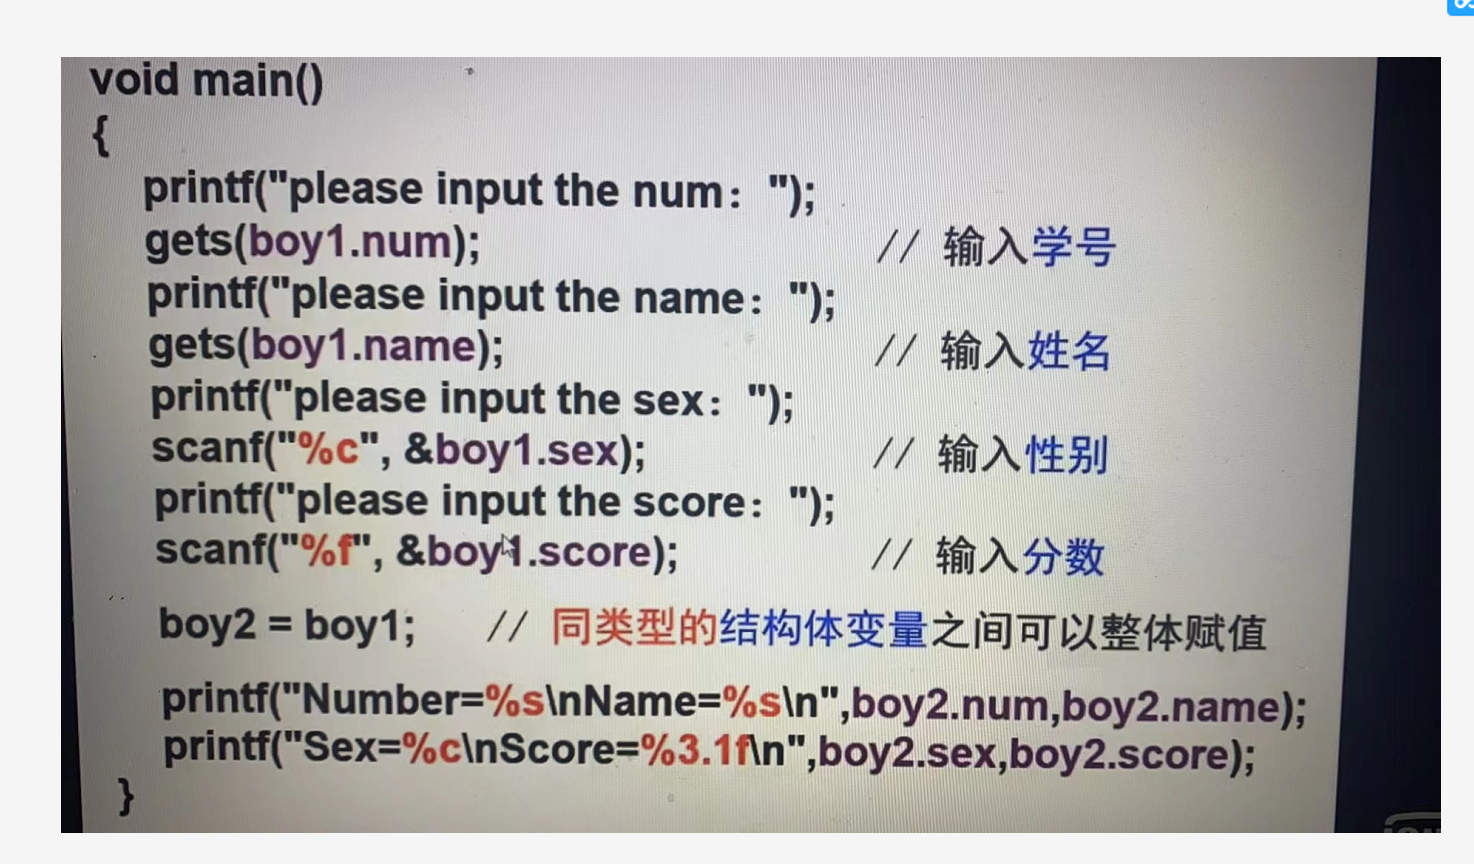 void main()
{
printf("please input the num：");
gets(boy1.num); // 输入学号
printf("please input the name：");
gets(boy1.name); // 输入姓名
printf("please input the sex：");
scanf("%c", &boy1.sex); // 输入性别
printf("please input the score：");
scanf("%f", &boy1.score); // 输入分数
boy2 = boy1; // 同类型的结构体变量之间可以整体赋值
printf("Number=%s\nName=%s\n",boy2.num,boy2.name);
printf("Sex=%c\nScore=%3.1f\n",boy2.sex,boy2.score);
}